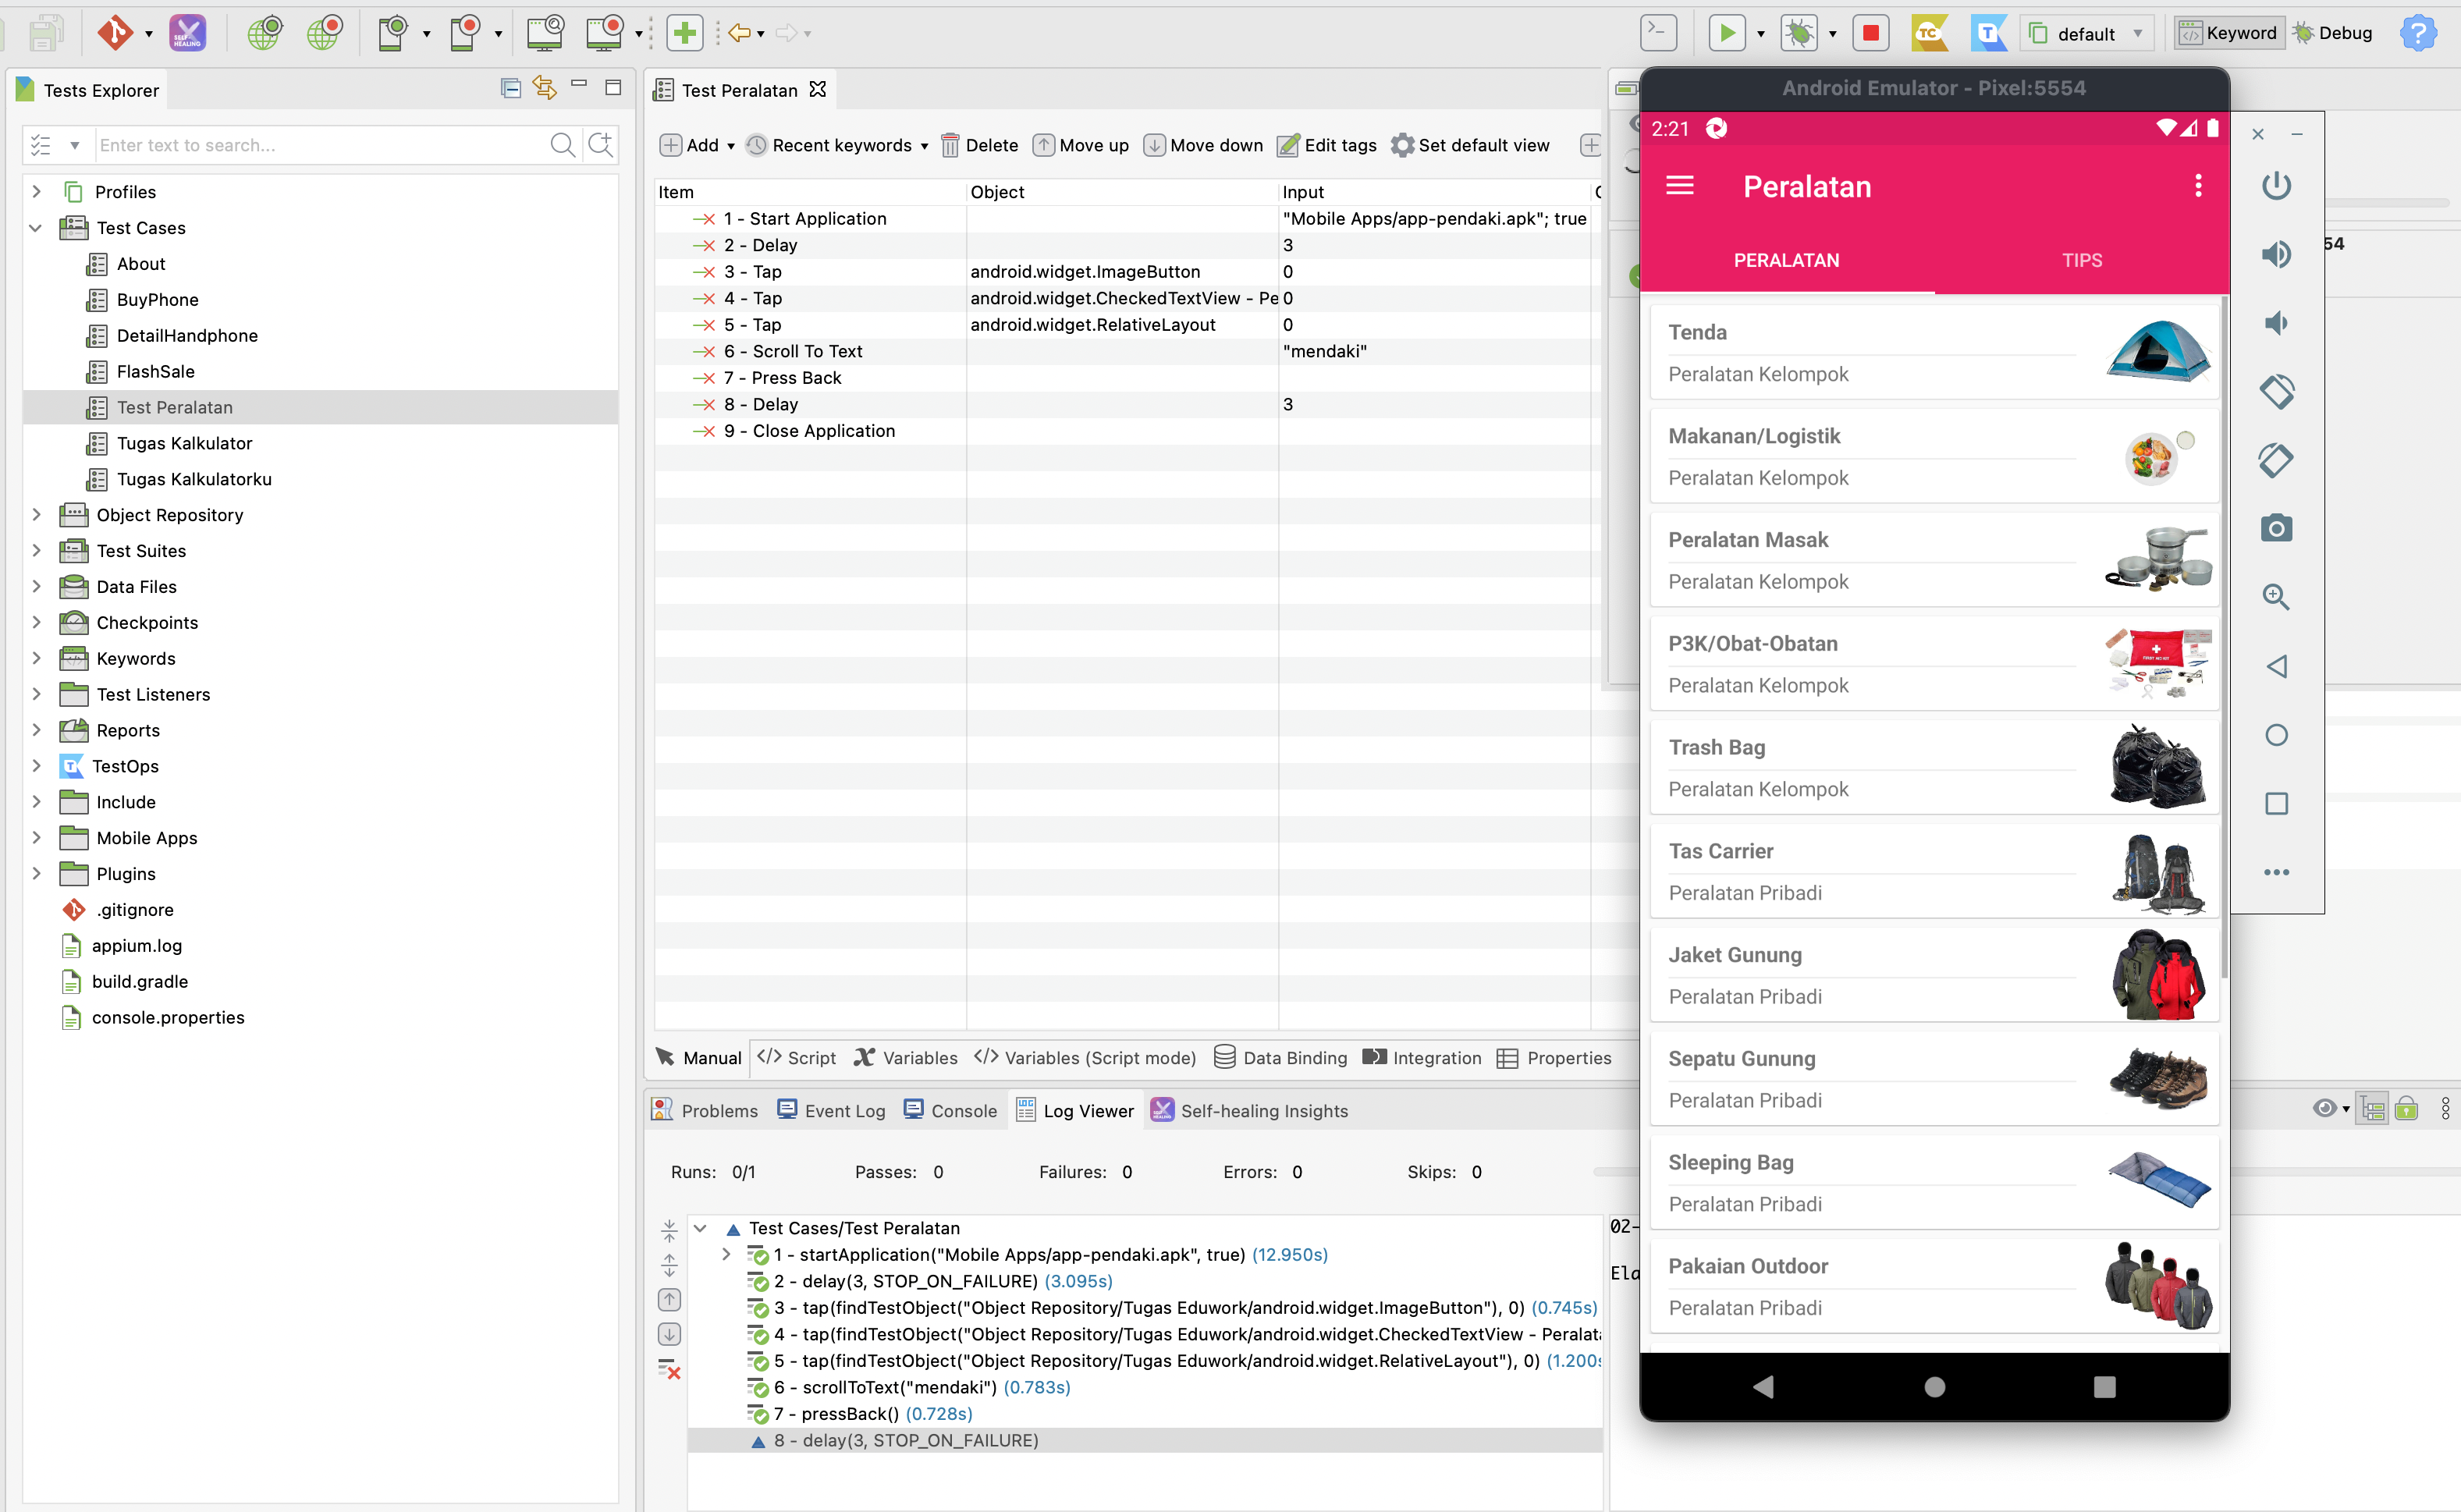 SELF HEALING
TC
T
default
Keyword
Debug
?
Tests Explorer
Enter text to search...
Profiles
Test Cases
About
BuyPhone
DetailHandphone
FlashSale
Test Peralatan
Tugas Kalkulator
Tugas Kalkulatorku
Object Repository
Test Suites
Data Files
Checkpoints
Keywords
Test Listeners
Reports
TestOps
Include
Mobile Apps
Plugins
.gitignore
appium.log
build.gradle
console.properties
Test Peralatan
Add
Recent keywords
Delete
Move up
Move down
Edit tags
Set default view
Item Object Input
1 - Start Application "Mobile Apps/app-pendaki.apk"; true
2 - Delay 3
3 - Tap android.widget.ImageButton 0
4 - Tap android.widget.CheckedTextView - Pe 0
5 - Tap android.widget.RelativeLayout 0
6 - Scroll To Text "mendaki"
7 - Press Back
8 - Delay 3
9 - Close Application
Manual
Script
Variables
Variables (Script mode)
Data Binding
Integration
Properties
Problems
Event Log
Console
Log Viewer
Self-healing Insights
Runs: 0/1 Passes: 0 Failures: 0 Errors: 0 Skips: 0
Test Cases/Test Peralatan
1 - startApplication("Mobile Apps/app-pendaki.apk", true) (12.950s)
2 - delay(3, STOP_ON_FAILURE) (3.095s)
3 - tap(findTestObject("Object Repository/Tugas Eduwork/android.widget.ImageButton"), 0) (0.745s)
4 - tap(findTestObject("Object Repository/Tugas Eduwork/android.widget.CheckedTextView - Peralat
5 - tap(findTestObject("Object Repository/Tugas Eduwork/android.widget.RelativeLayout"), 0) (1.200s
6 - scrollToText("mendaki") (0.783s)
7 - pressBack() (0.728s)
8 - delay(3, STOP_ON_FAILURE)
02-
Ela
54
Android Emulator - Pixel:5554
2:21
Peralatan
PERALATAN TIPS
Tenda
Peralatan Kelompok
Makanan/Logistik
Peralatan Kelompok
Peralatan Masak
Peralatan Kelompok
P3K/Obat-Obatan
Peralatan Kelompok
Trash Bag
Peralatan Kelompok
Tas Carrier
Peralatan Pribadi
Jaket Gunung
Peralatan Pribadi
Sepatu Gunung
Peralatan Pribadi
Sleeping Bag
Peralatan Pribadi
Pakaian Outdoor
Peralatan Pribadi